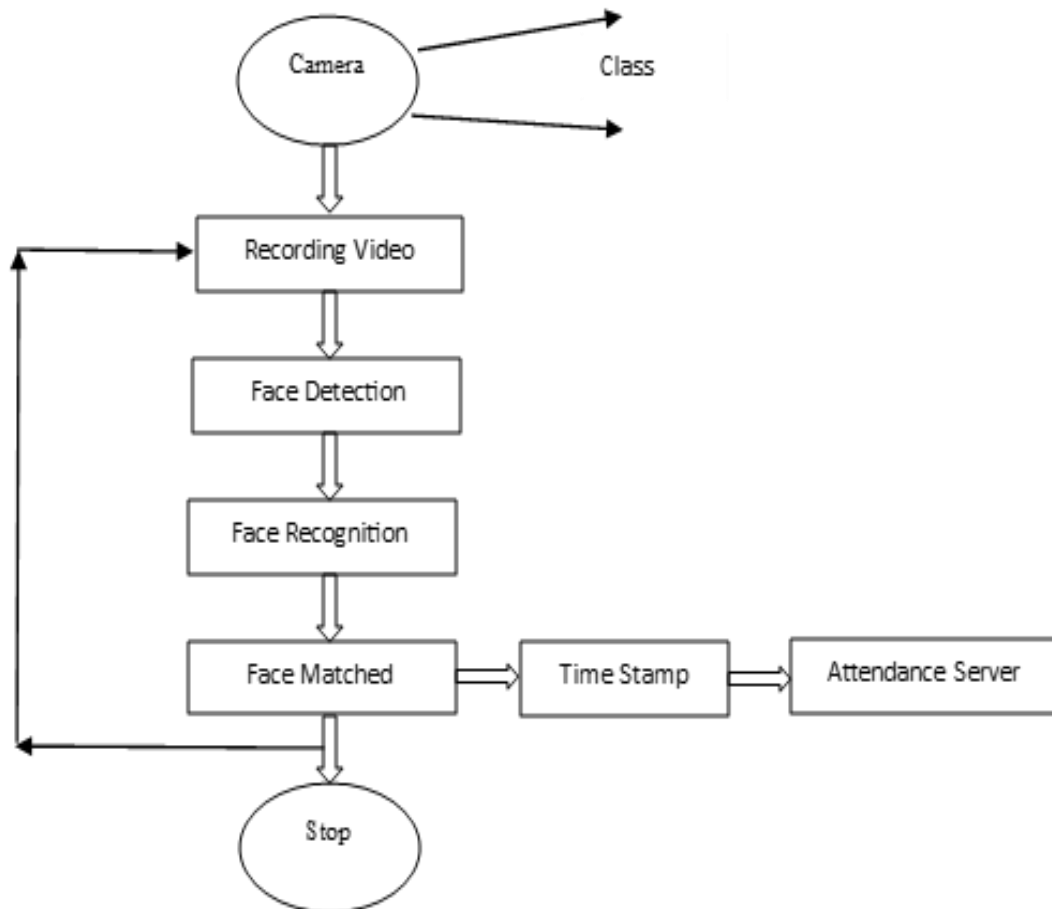 Camera
Class
Recording Video
Face Detection
Face Recognition
Face Matched
Time Stamp
Attendance Server
Stop